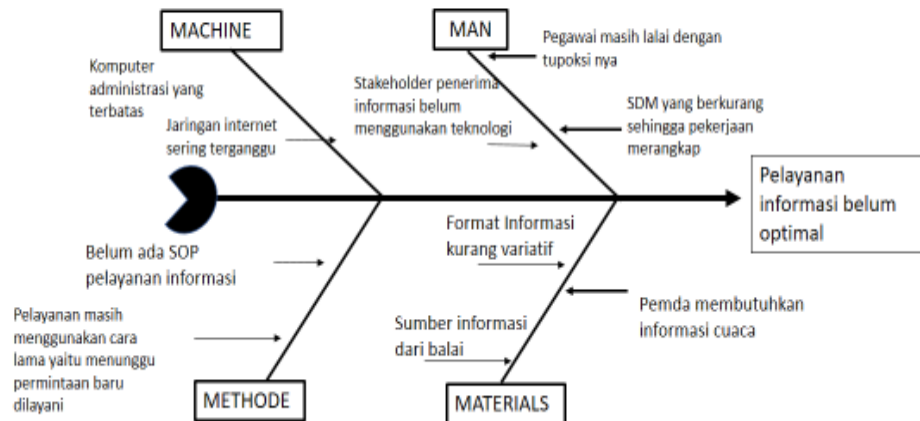 MACHINE
Komputer
administrasi yang
terbatas
Jaringan internet
sering terganggu
MAN
Pegawai masih lalai dengan
tupoksi nya
Stakeholder penerima
informasi belum
menggunakan teknologi
SDM yang berkurang
sehingga pekerjaan
merangkap
Pelayanan
informasi belum
optimal
Belum ada SOP
pelayanan informasi
Pelayanan masih
menggunakan cara
lama yaitu menunggu
permintaan baru
dilayani
METHODE
Format Informasi
kurang variatif
Sumber informasi
dari balai
Pemda membutuhkan
informasi cuaca
MATERIALS